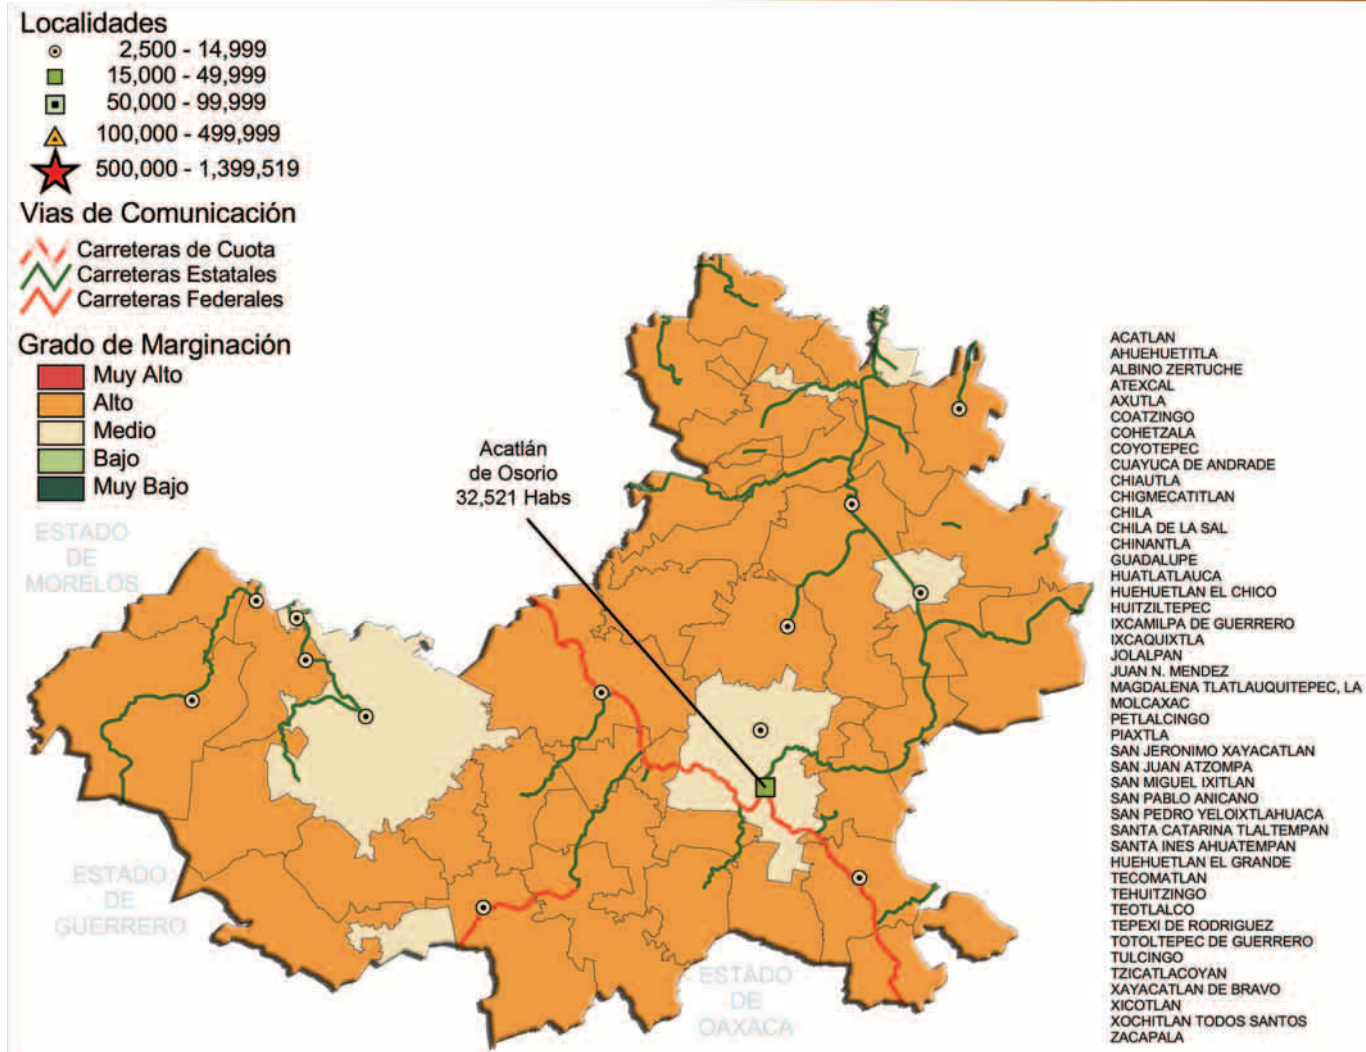 Localidades
2,500 - 14,999
15,000 - 49,999
50,000 - 99,999
100,000 - 499,999
500,000 - 1,399,519
Vias de Comunicación
Carreteras de Cuota
Carreteras Estatales
Carreteras Federales
Grado de Marginación
Muy Alto
Alto
Medio
Bajo
Muy Bajo
ESTADO
DE
MORELOS
Acatlán
de Osorio
32,521 Habs
ESTADO
DE
GUERRERO
ESTADO
DE
OAXACA
ACATLAN
AHUEHUETITLA
ALBINO ZERTUCHE
ATEXCAL
AXUTLA
COATZINGO
COHETZALA
COYOTEPEC
CUAYUCA DE ANDRADE
CHIAUTLA
CHIGMECATITLAN
CHILA
CHILA DE LA SAL
CHINANTLA
GUADALUPE
HUATLATLAUCA
HUEHUETLAN EL CHICO
HUITZILTEPEC
IXCAMILPA DE GUERRERO
IXCAQUIXTLA
JOLALPAN
JUAN N. MENDEZ
MAGDALENA TLATLAUQUITEPEC, LA
MOLCAXAC
PETLALCINGO
PIAXTLA
SAN JERONIMO XAYACATLAN
SAN JUAN ATZOMPA
SAN MIGUEL IXITLAN
SAN PABLO ANICANO
SAN PEDRO YELOIXTLAHUACA
SANTA CATARINA TLALTEMPAN
SANTA INES AHUATEMPAN
HUEHUETLAN EL GRANDE
TECOMATLAN
TEHUITZINGO
TEOTLALCO
TEPEXI DE RODRIGUEZ
TOTOLTEPEC DE GUERRERO
TULCINGO
TZICATLACOYAN
XAYACATLAN DE BRAVO
XICOTLAN
XOCHITLAN TODOS SANTOS
ZACAPALA